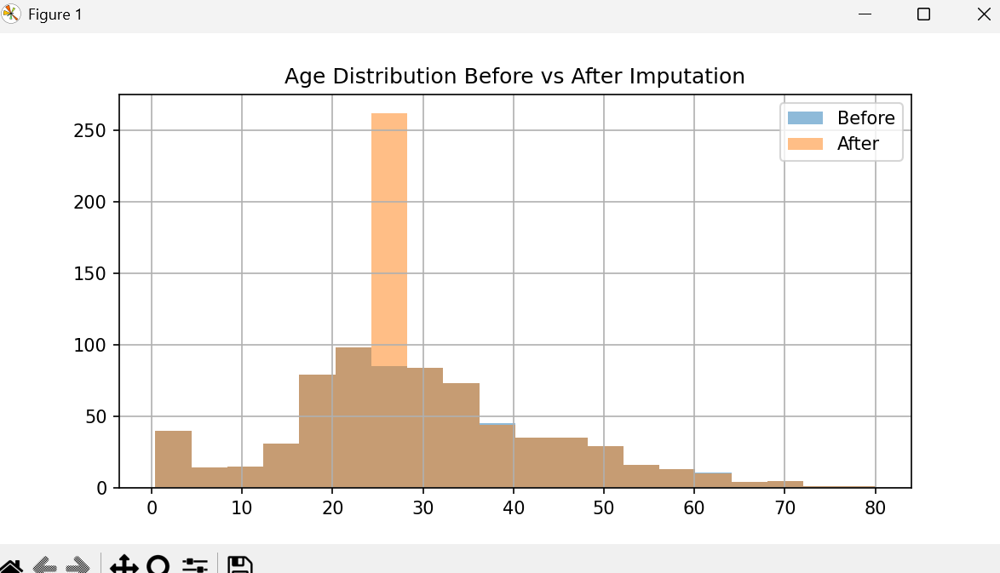 Figure 1
Age Distribution Before vs After Imputation
Before
After
250
200
150
100
50
0
0 10 20 30 40 50 60 70 80